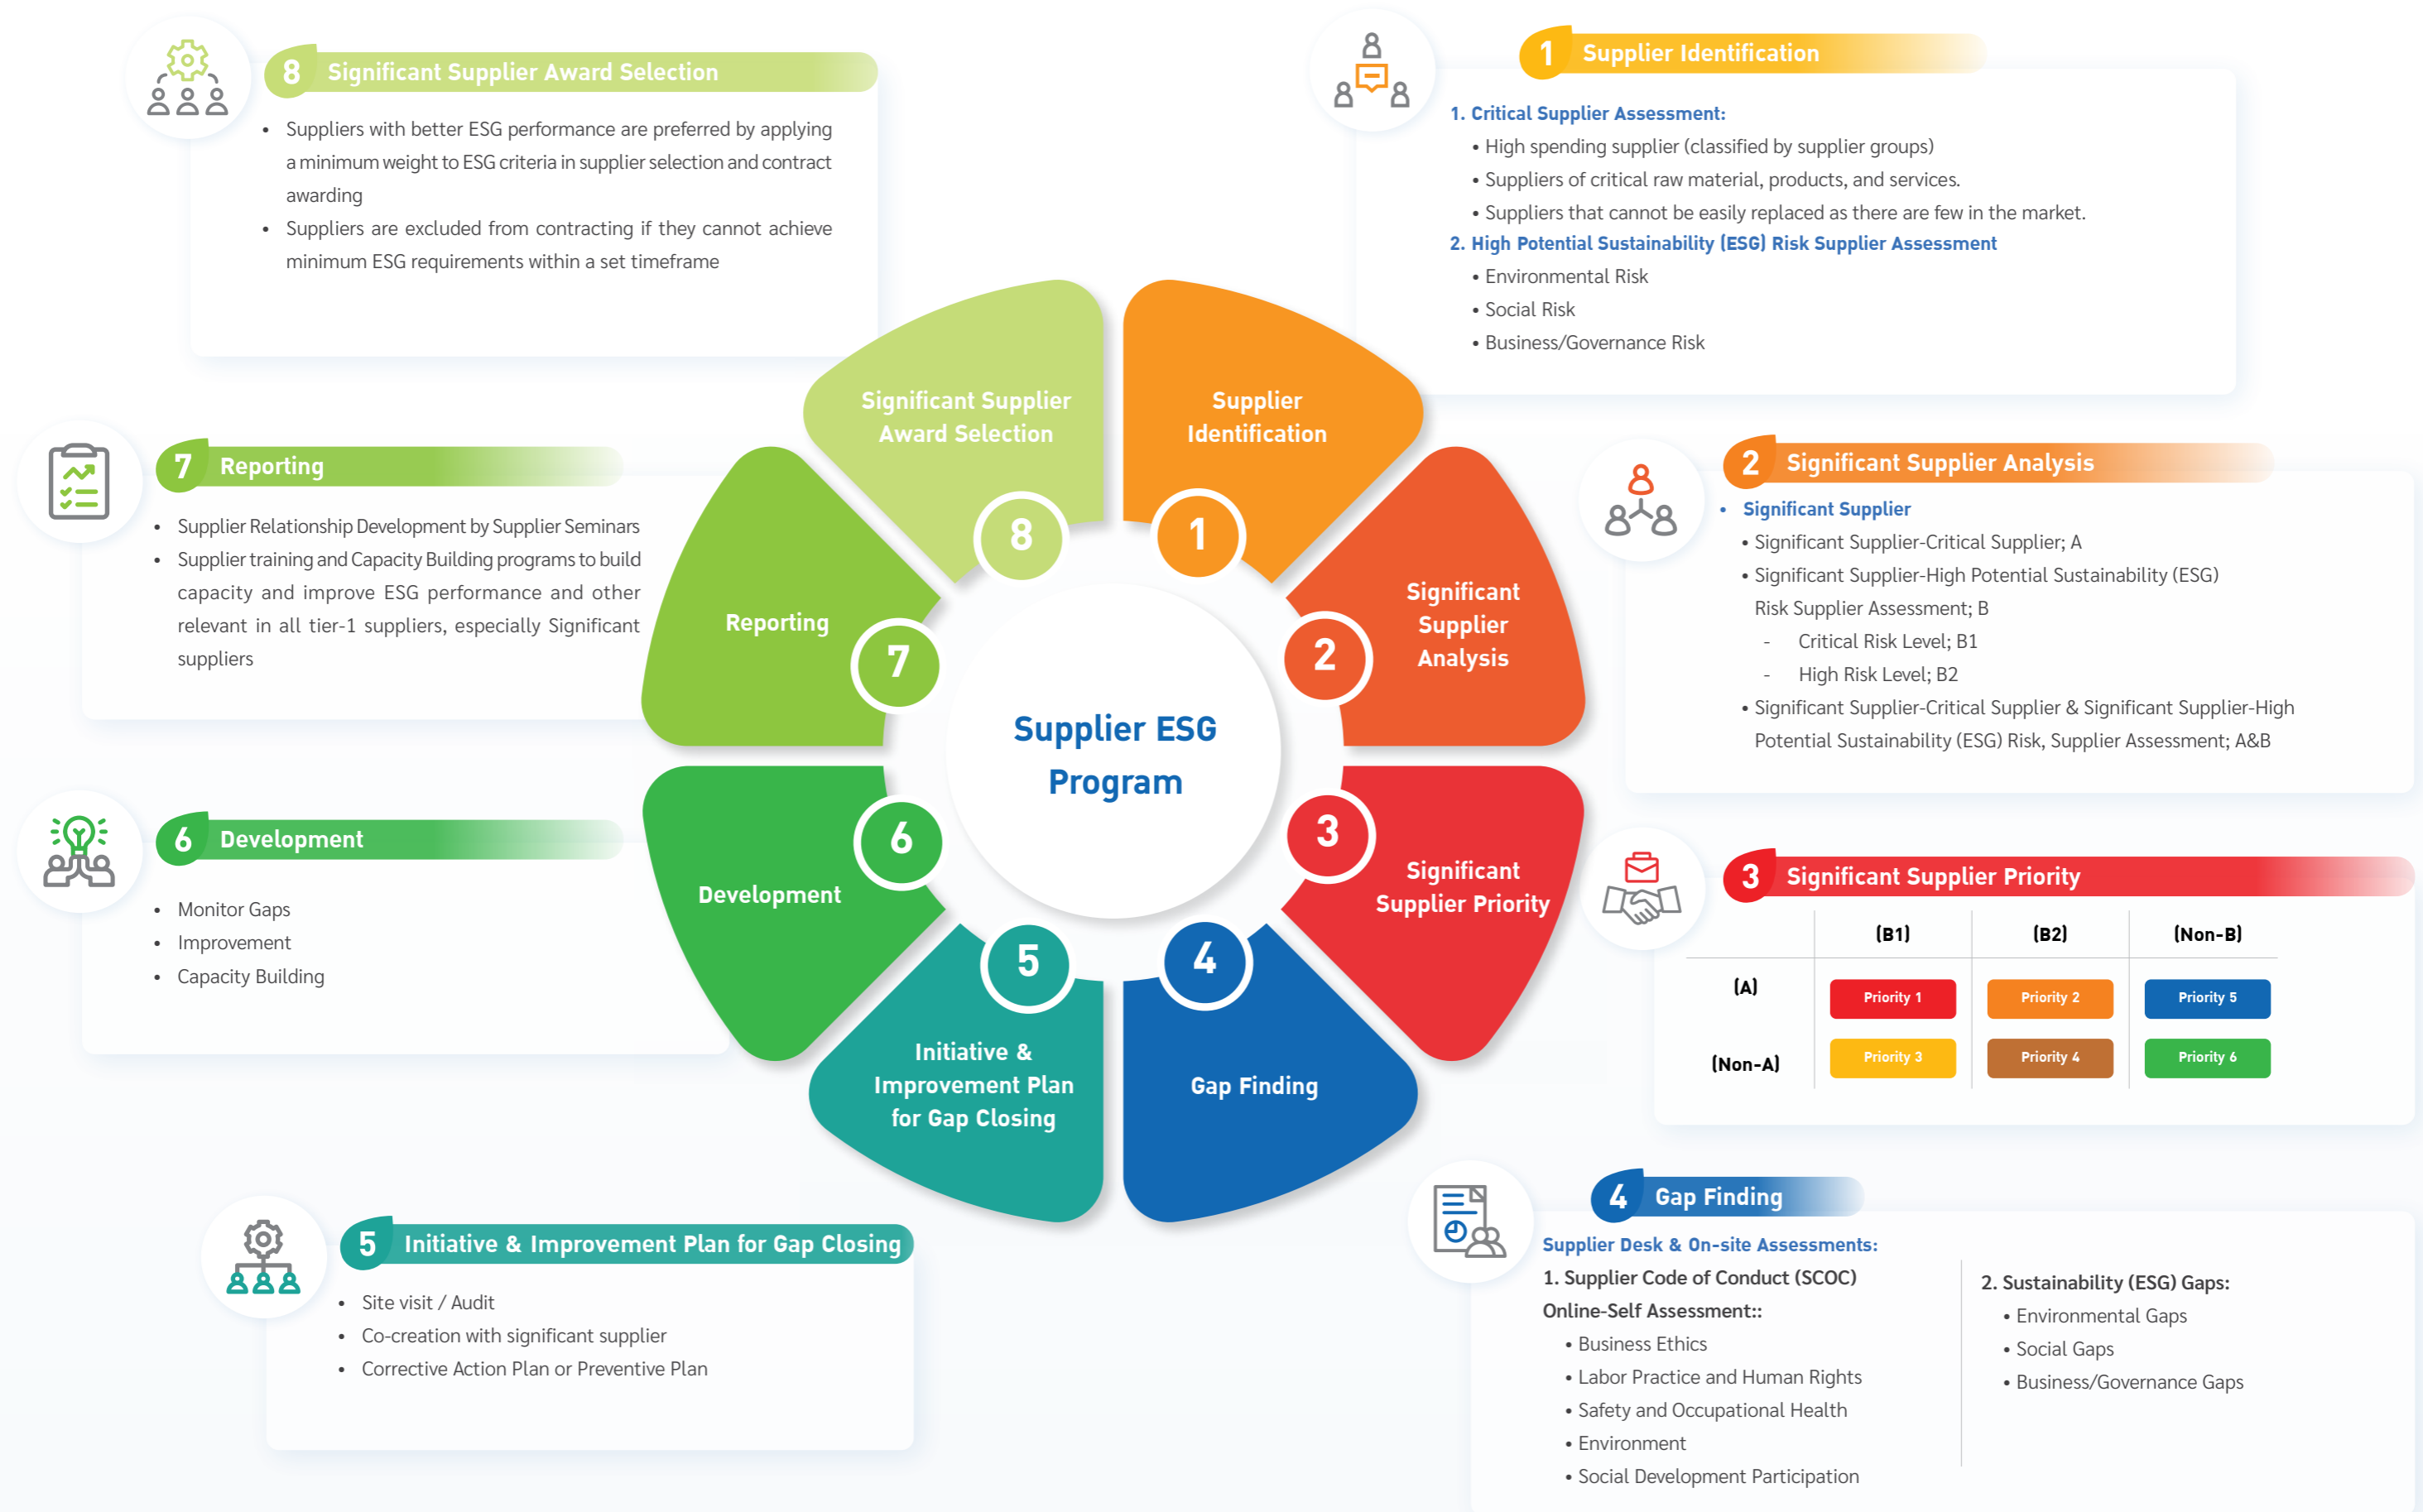 1 Supplier Identification
1. Critical Supplier Assessment:
• High spending supplier (classified by supplier groups)
• Suppliers of critical raw material, products, and services.
• Suppliers that cannot be easily replaced as there are few in the market.
2. High Potential Sustainability (ESG) Risk Supplier Assessment
• Environmental Risk
• Social Risk
• Business/Governance Risk
2 Significant Supplier Analysis
• Significant Supplier
• Significant Supplier-Critical Supplier; A
• Significant Supplier-High Potential Sustainability (ESG)
Risk Supplier Assessment; B
- Critical Risk Level; B1
- High Risk Level; B2
• Significant Supplier-Critical Supplier & Significant Supplier-High
Potential Sustainability (ESG) Risk, Supplier Assessment; A&B
3 Significant Supplier Priority
(B1) (B2) (Non-B)
(A) Priority 1 Priority 2 Priority 5
(Non-A) Priority 3 Priority 4 Priority 6
4 Gap Finding
Supplier Desk & On-site Assessments:
1. Supplier Code of Conduct (SCOC)
Online-Self Assessment::
• Business Ethics
• Labor Practice and Human Rights
• Safety and Occupational Health
• Environment
• Social Development Participation
2. Sustainability (ESG) Gaps:
• Environmental Gaps
• Social Gaps
• Business/Governance Gaps
5 Initiative & Improvement Plan for Gap Closing
• Site visit / Audit
• Co-creation with significant supplier
• Corrective Action Plan or Preventive Plan
6 Development
• Monitor Gaps
• Improvement
• Capacity Building
7 Reporting
• Supplier Relationship Development by Supplier Seminars
• Supplier training and Capacity Building programs to build
capacity and improve ESG performance and other
relevant in all tier-1 suppliers, especially Significant
suppliers
8 Significant Supplier Award Selection
• Suppliers with better ESG performance are preferred by applying
a minimum weight to ESG criteria in supplier selection and contract
awarding
• Suppliers are excluded from contracting if they cannot achieve
minimum ESG requirements within a set timeframe
Supplier ESG
Program
Supplier
Identification
1
Significant
Supplier
Analysis
2
3
Significant
Supplier Priority
4
Gap Finding
5
Initiative &
Improvement Plan
for Gap Closing
6
Development
Reporting
7
Significant Supplier
Award Selection
8